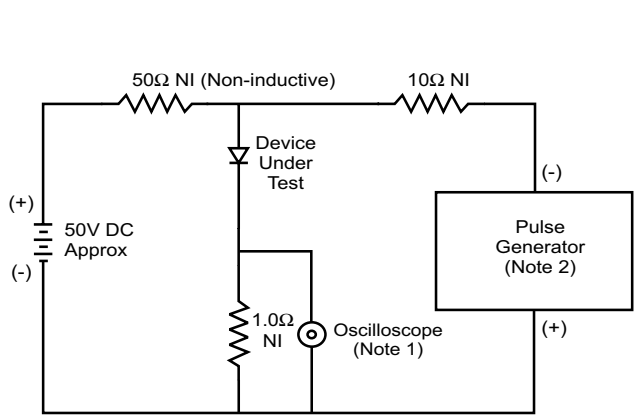 50Ω NI (Non-inductive)
10Ω NI
Device
Under
Test
(+)
50V DC
Approx
(-)
(-)
Pulse
Generator
(Note 2)
(+)
1.0Ω
NI
Oscilloscope
(Note 1)